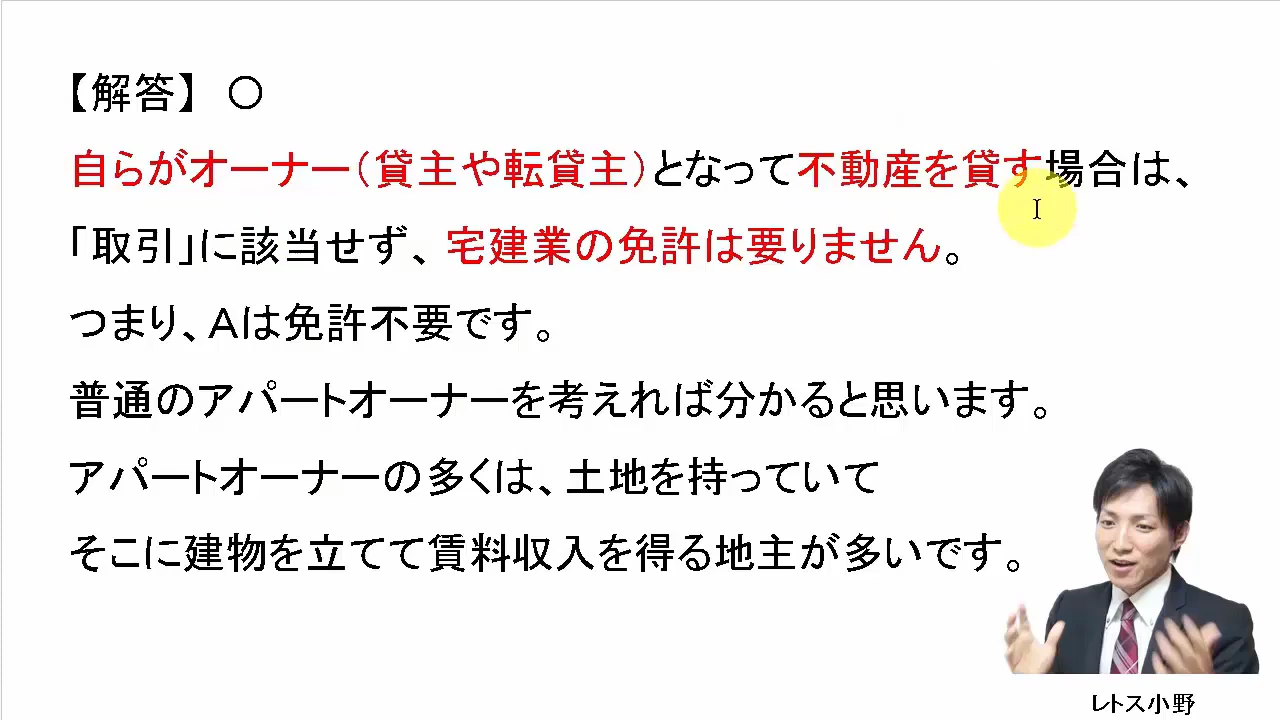 【解答】 〇
自らがオーナー（貸主や転貸主）となって不動産を貸す場合は、
「取引」に該当せず、宅建業の免許は要りません。
つまり、Aは免許不要です。
普通のアパートオーナーを考えれば分かると思います。
アパートオーナーの多くは、土地を持っていて
そこに建物を立てて賃料収入を得る地主が多いです。
レトス小野